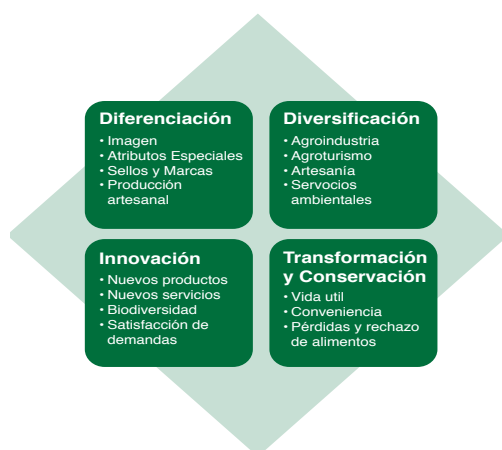 Diferenciación
• Imagen
• Atributos Especiales
• Sellos y Marcas
• Producción
artesanal
Diversificación
• Agroindustria
• Agroturismo
• Artesanía
• Servocios
ambientales
Innovación
• Nuevos productos
• Nuevos servicios
• Biodiversidad
• Satisfacción de
demandas
Transformación
y Conservación
• Vida util
• Conveniencia
• Pérdidas y rechazo
de alimentos